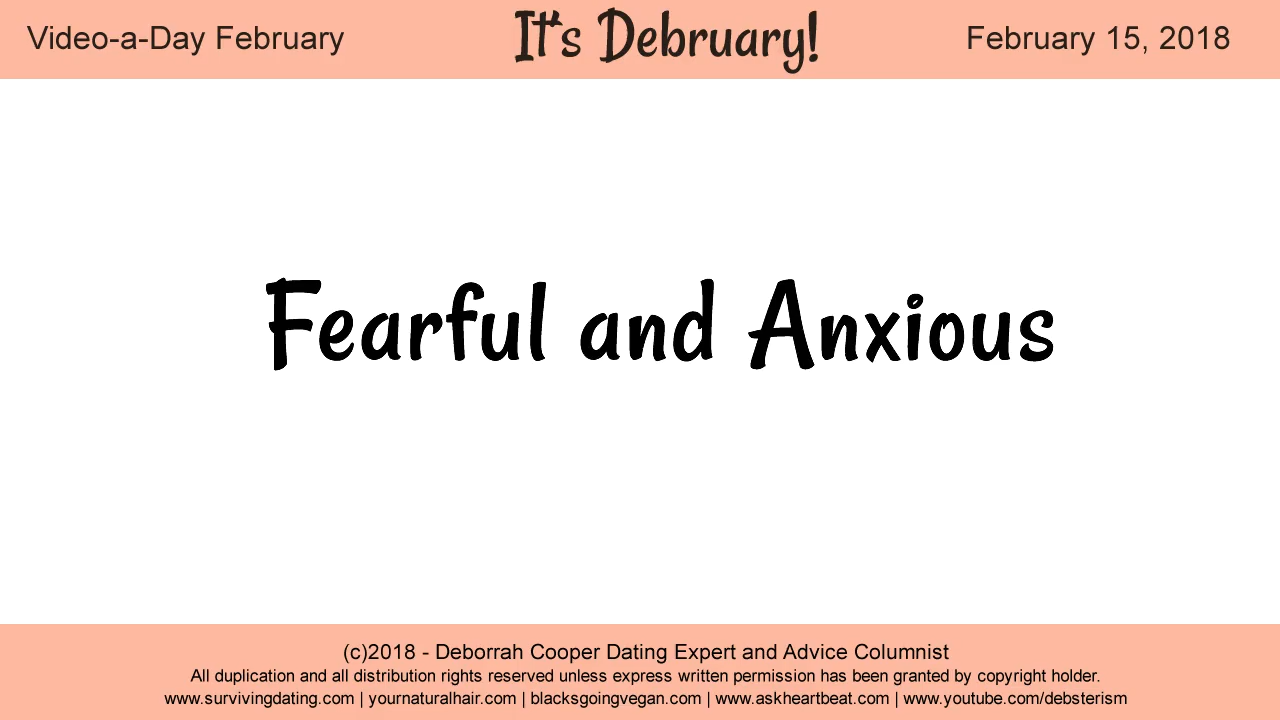 Video-a-Day February
It's Debruary!
February 15, 2018
Fearful and Anxious
(c)2018 - Deborrah Cooper Dating Expert and Advice Columnist
All duplication and all distribution rights reserved unless express written permission has been granted by copyright holder.
www.survivingdating.com | yournaturalhair.com | blacksgoingvegan.com | www.askheartbeat.com | www.youtube.com/debsterism